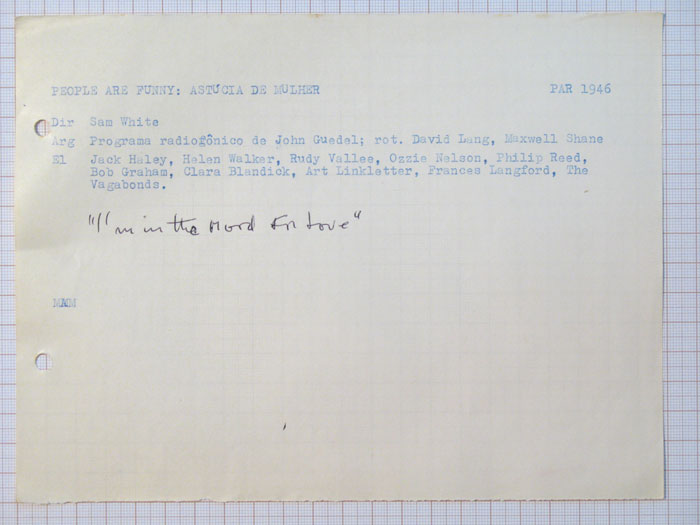 PEOPLE ARE FUNNY: ASTÚCIA DE MULHER PAR 1946
Dir Sam White
Arg Programa radiogônico de John Guedel; rot. David Lang, Maxwell Shane
El Jack Haley, Helen Walker, Rudy Vallee, Ozzie Nelson, Philip Reed,
Bob Graham, Clara Blandick, Art Linkletter, Frances Langford, The
Vagabonds.
"I'm in the Mood for Love"
MAM